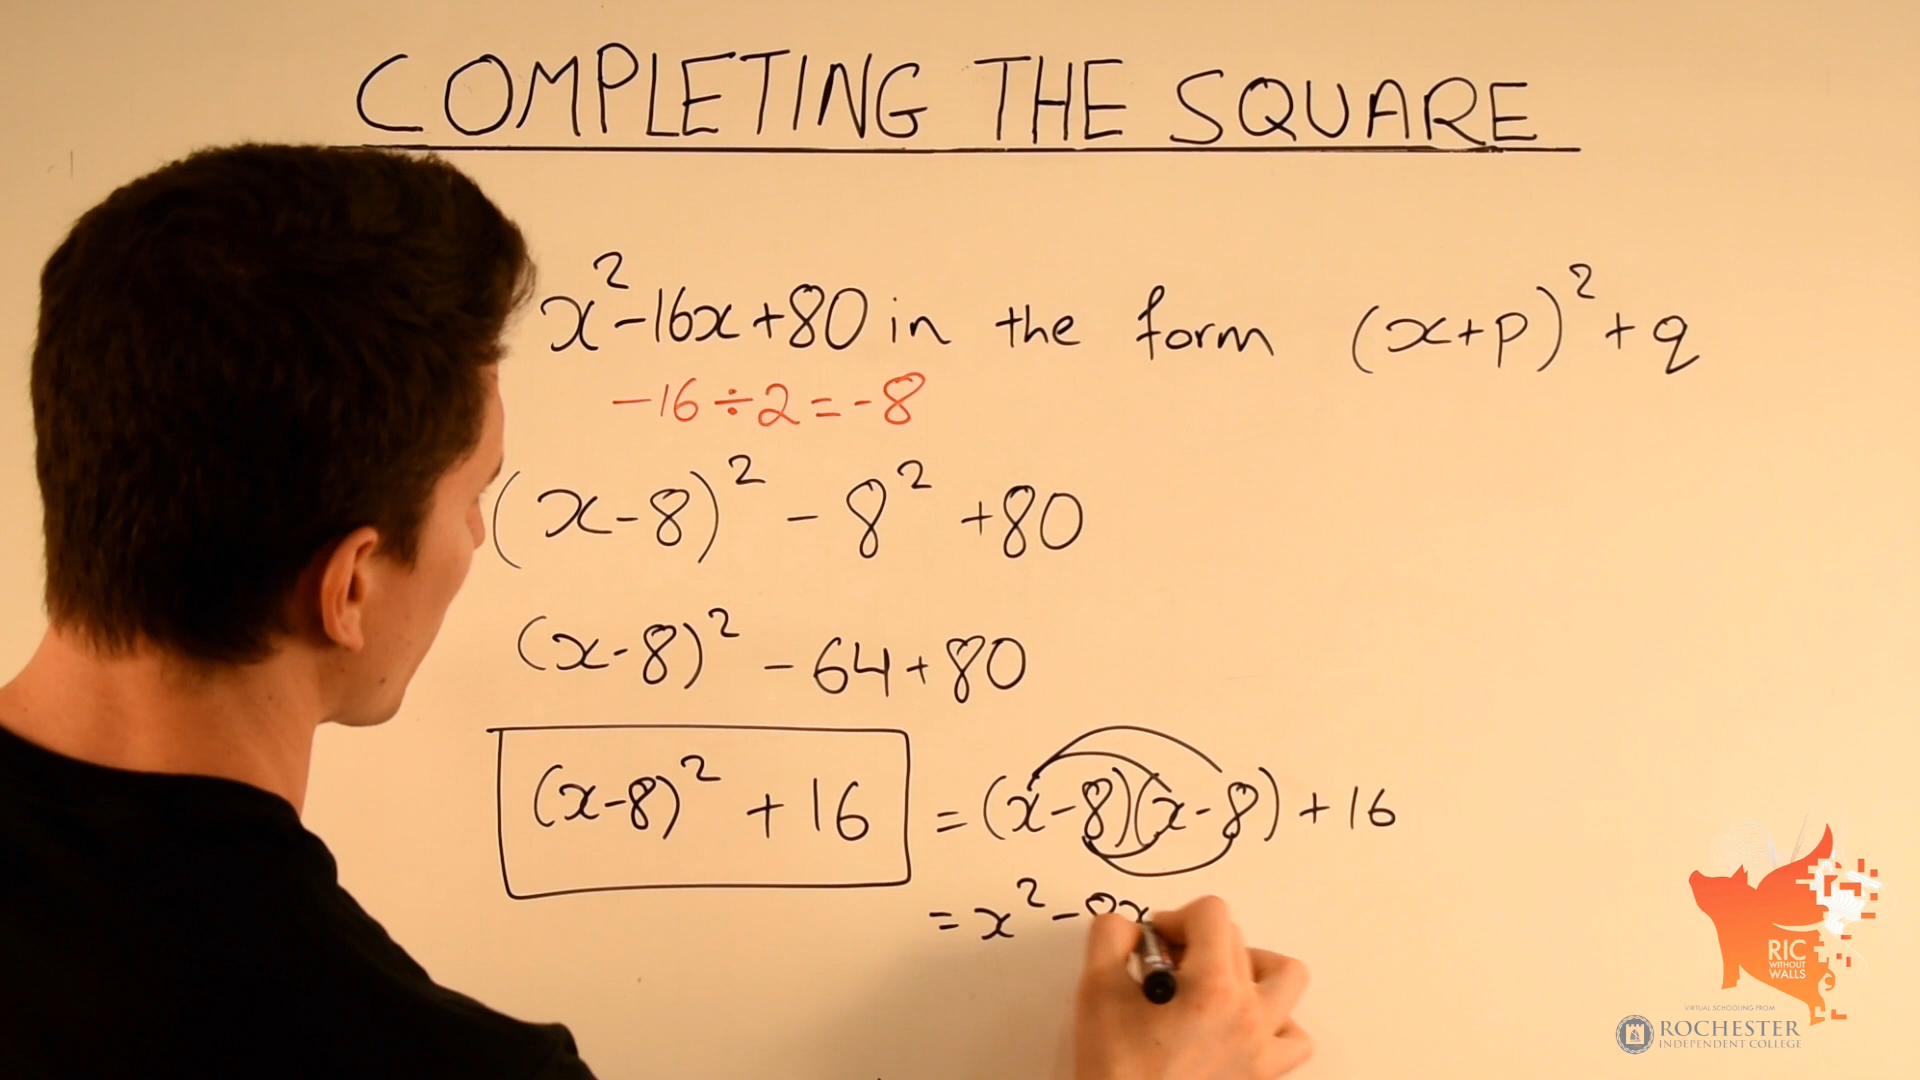 COMPLETING THE SQUARE
x²-16x+80 in the form (x+p)²+q
-16÷2=-8
(x-8)² - 8² +80
(x-8)² - 64+80
(x-8)² + 16 = (x-8)(x-8)+16
= x² - 8x
RIC
WITHOUT
WALLS
VIRTUAL SCHOOLING FROM
ROCHESTER
INDEPENDENT COLLEGE